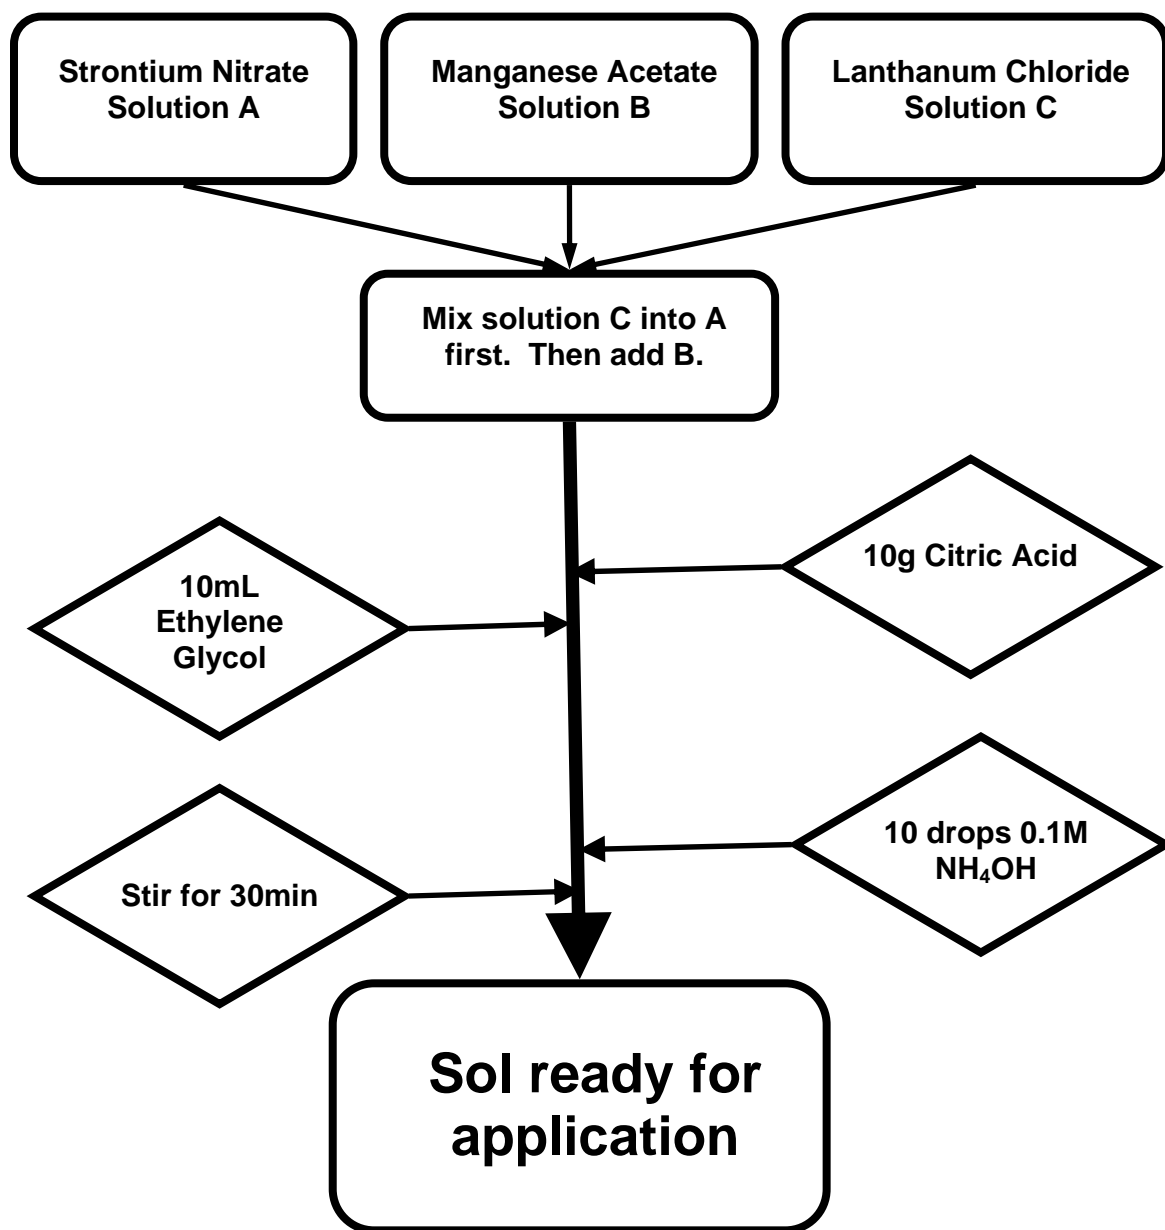 Strontium Nitrate
Solution A
Manganese Acetate
Solution B
Lanthanum Chloride
Solution C
Mix solution C into A
first.  Then add B.
10g Citric Acid
10mL
Ethylene
Glycol
10 drops 0.1M
NH₄OH
Stir for 30min
Sol ready for
application